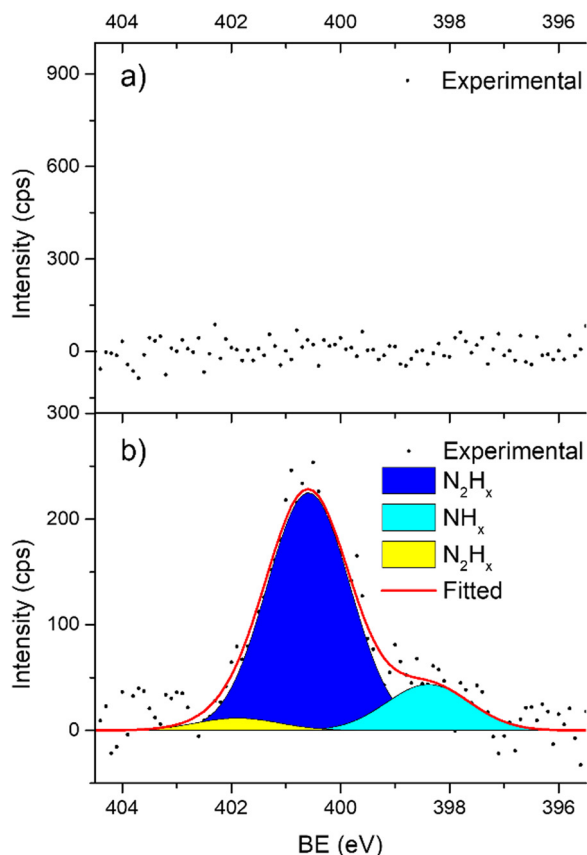 404 402 400 398 396
a)
Experimental
900
600
300
0
Intensity (cps)
300
b)
Experimental
N₂Hₓ
NHₓ
N₂Hₓ
Fitted
200
100
0
Intensity (cps)
404 402 400 398 396
BE (eV)